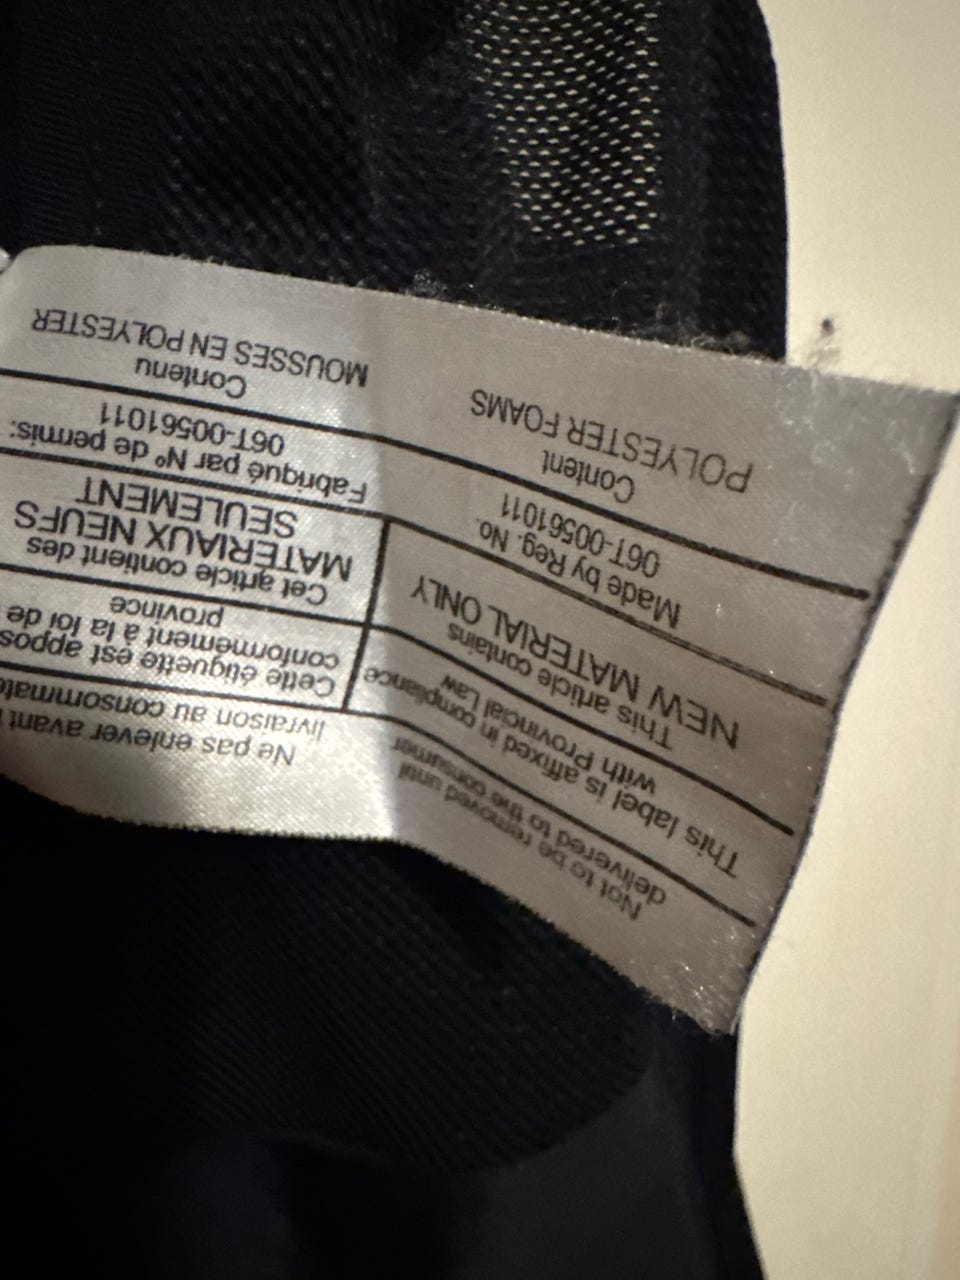 Not to be removed until
delivered to the consumer
This label is affixed in compliance
with Provincial Law
This article contains
NEW MATERIAL ONLY
Made by Reg. No.
06T-00561011
Content
POLYESTER FOAMS
Ne pas enlever avant
livraison au
Cette étiquette est
conformément à la loi de
province
Cet article contient des
MATÉRIAUX NEUFS
SEULEMENT
Fabriqué par Nº de permis:
06T-00561011
Contenu
MOUSSES EN POLYESTER